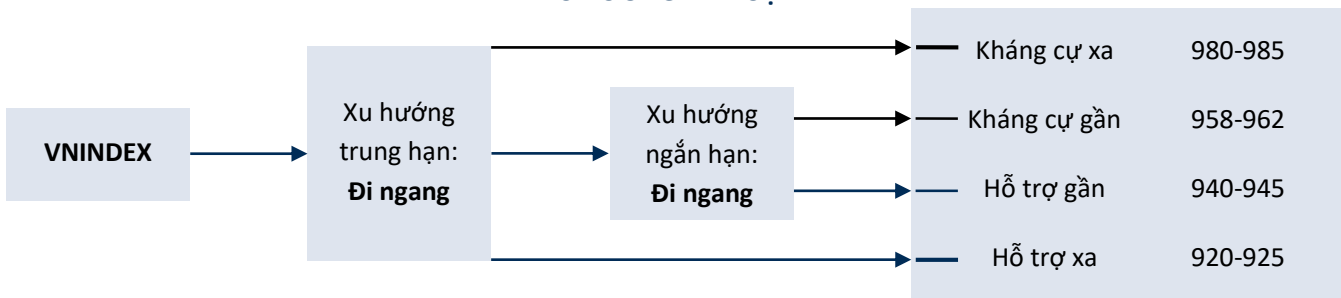 VNINDEX
Xu hướng
trung hạn:
Đi ngang
Xu hướng
ngắn hạn:
Đi ngang
Kháng cự xa 980-985
Kháng cự gần 958-962
Hỗ trợ gần 940-945
Hỗ trợ xa 920-925